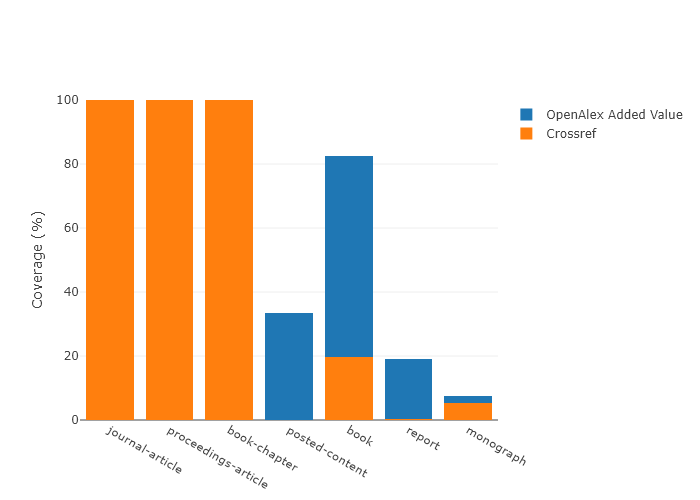 OpenAlex Added Value
Crossref
Coverage (%)
100
80
60
40
20
0
journal-article
proceedings-article
book-chapter
posted-content
book
report
monograph